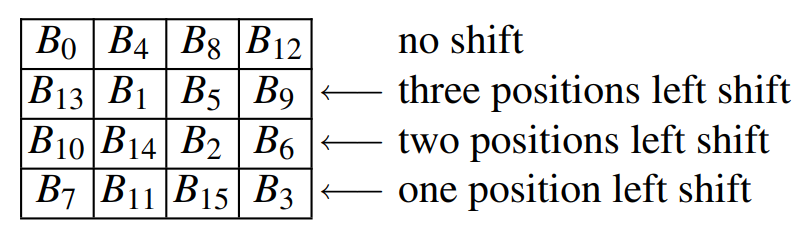 B0 B4 B8 B12 no shift
B13 B1 B5 B9 ← three positions left shift
B10 B14 B2 B6 ← two positions left shift
B7 B11 B15 B3 ← one position left shift